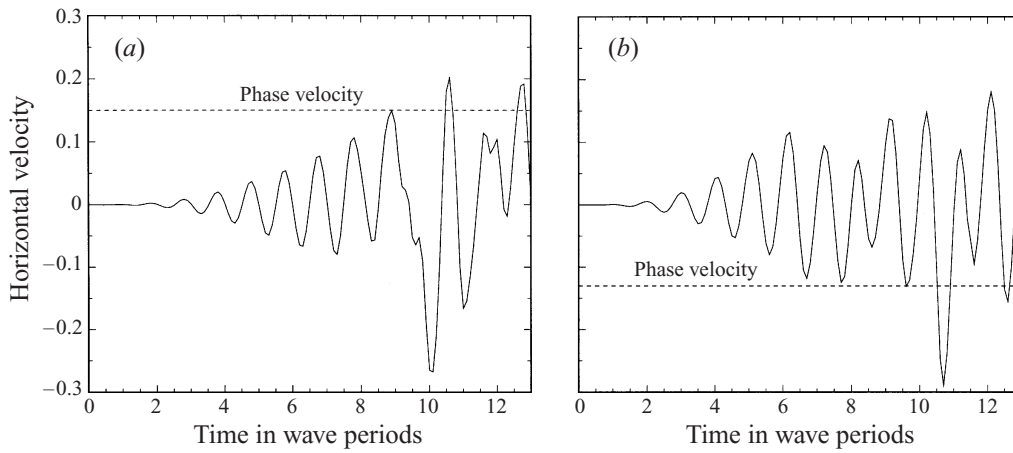 0.3
(a)
(b)
0.2
Phase velocity
0.1
Horizontal velocity
0
−0.1
Phase velocity
−0.2
−0.3
0 2 4 6 8 10 12
0 2 4 6 8 10 12
Time in wave periods
Time in wave periods